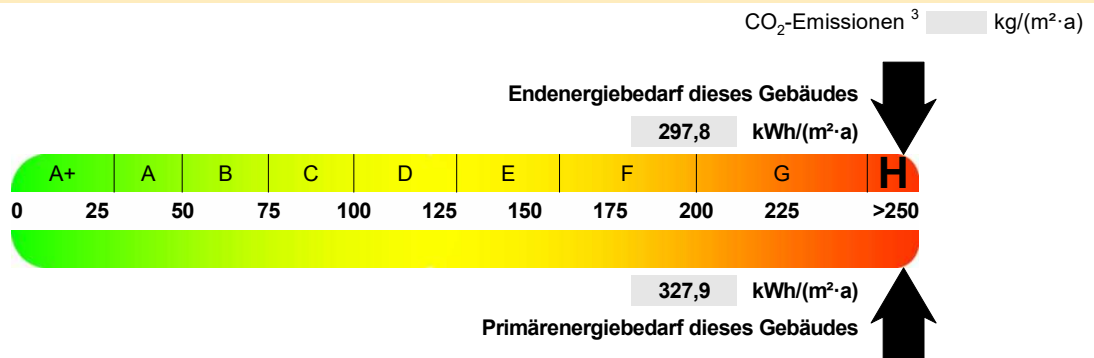 CO₂-Emissionen ³ kg/(m²·a)
Endenergiebedarf dieses Gebäudes
297,8 kWh/(m²·a)
A+ A B C D E F G H
0 25 50 75 100 125 150 175 200 225 >250
327,9 kWh/(m²·a)
Primärenergiebedarf dieses Gebäudes